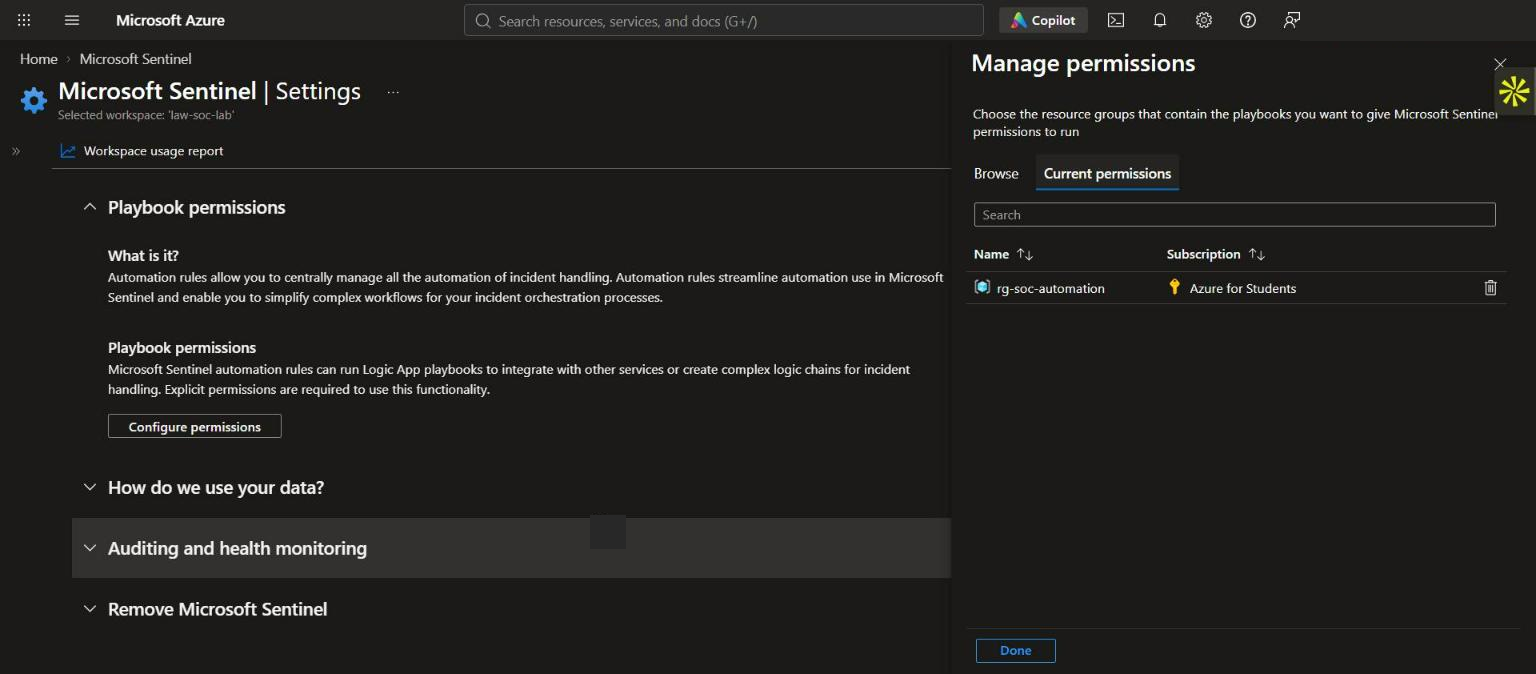 Microsoft Azure
Search resources, services, and docs (G+/)
Copilot
Home › Microsoft Sentinel
Microsoft Sentinel | Settings ...
Selected workspace: 'law-soc-lab'
Workspace usage report
Playbook permissions
What is it?
Automation rules allow you to centrally manage all the automation of incident handling. Automation rules streamline automation use in Microsoft
Sentinel and enable you to simplify complex workflows for your incident orchestration processes.
Playbook permissions
Microsoft Sentinel automation rules can run Logic App playbooks to integrate with other services or create complex logic chains for incident
handling. Explicit permissions are required to use this functionality.
Configure permissions
How do we use your data?
Auditing and health monitoring
Remove Microsoft Sentinel
Manage permissions
Choose the resource groups that contain the playbooks you want to give Microsoft Sentinel
permissions to run
Browse Current permissions
Search
Name ↑↓ Subscription ↑↓
rg-soc-automation Azure for Students
Done